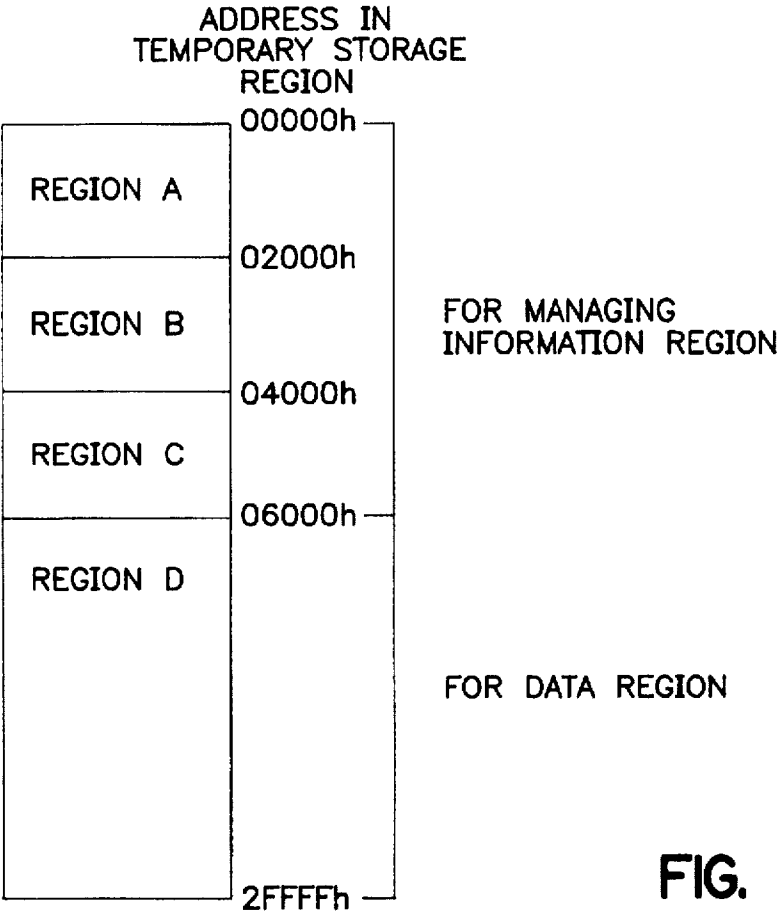 ADDRESS IN
TEMPORARY STORAGE
REGION
00000h
REGION A
02000h
REGION B
FOR MANAGING
INFORMATION REGION
04000h
REGION C
06000h
REGION D
FOR DATA REGION
2FFFFh
FIG.